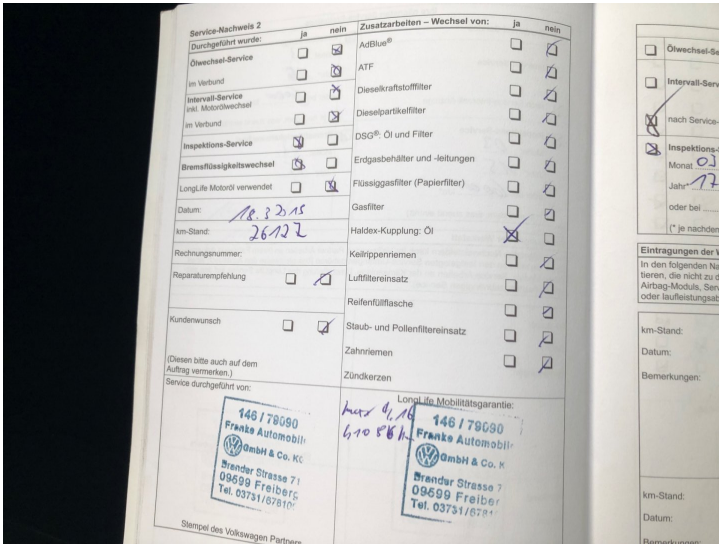 Service-Nachweis 2
Durchgeführt wurde: ja nein
Ölwechsel-Service
im Verbund
Intervall-Service
inkl. Motorölwechsel
im Verbund
Inspektions-Service
Bremsflüssigkeitswechsel
LongLife Motoröl verwendet
Datum: 18.3 2015
km-Stand: 26127
Rechnungsnummer:
Reparaturempfehlung
Kundenwunsch
(Diesen bitte auch auf dem
Auftrag vermerken.)
Service durchgeführt von:
146 / 79090
Franke Automobil
GmbH & Co. KG
Brander Strasse 71
09599 Freiberg
Tel. 03731/67810
Stempel des Volkswagen Partners
Zusatzarbeiten – Wechsel von: ja nein
AdBlue®
ATF
Dieselkraftstofffilter
Dieselpartikelfilter
DSG®: Öl und Filter
Erdgasbehälter und -leitungen
Flüssiggasfilter (Papierfilter)
Gasfilter
Haldex-Kupplung: Öl
Keilrippenriemen
Luftfiltereinsatz
Reifenfüllflasche
Staub- und Pollenfiltereinsatz
Zahnriemen
Zündkerzen
LongLife Mobilitätsgarantie:
146 / 79090
Franke Automobil
GmbH & Co. K
Brander Strasse 7
09599 Freiber
Tel. 03731/6781
Ölwechsel-Se
Intervall-Serv
nach Service-
Inspektions-
Monat 03
Jahr* 17
oder bei
(* je nachdem
Eintragungen der W
In den folgenden Na
tieren, die nicht zu d
Airbag-Moduls, Serv
oder laufleistungsab
km-Stand:
Datum:
Bemerkungen:
km-Stand:
Datum:
Bemerkungen